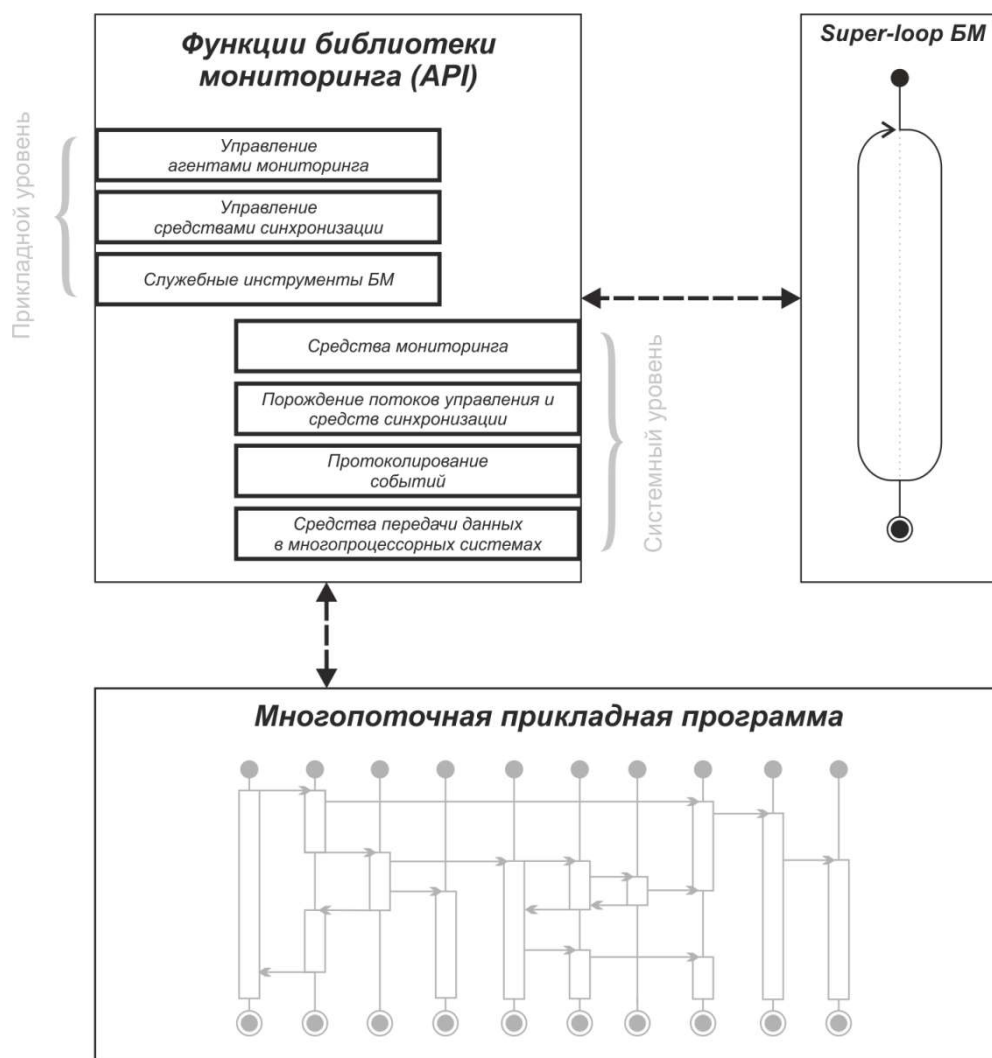 Функции библиотеки
мониторинга (API)
Super-loop БМ
Прикладной уровень
Управление
агентами мониторинга
Управление
средствами синхронизации
Служебные инструменты БМ
Средства мониторинга
Порождение потоков управления и
средств синхронизации
Протоколирование
событий
Средства передачи данных
в многопроцессорных системах
Системный уровень
Многопоточная прикладная программа